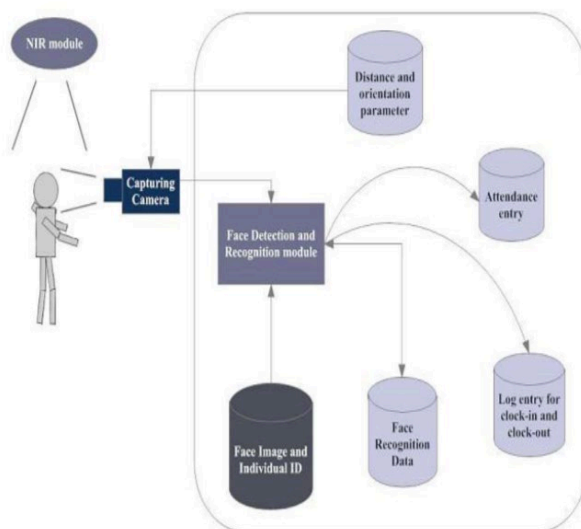 NIR module
Distance and
orientation
parameter
Capturing
Camera
Attendance
entry
Face Detection and
Recognition module
Log entry for
clock-in and
clock-out
Face Image and
Individual ID
Face
Recognition
Data